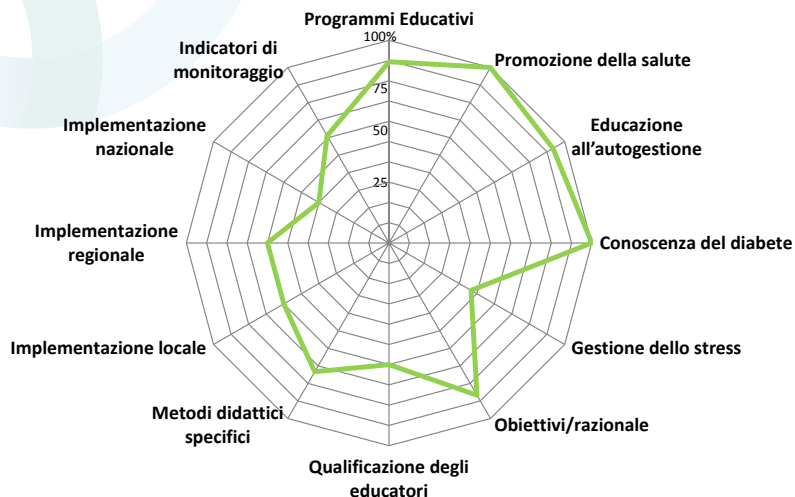 Programmi Educativi
100%
75
50
25
Promozione della salute
Educazione
all’autogestione
Conoscenza del diabete
Gestione dello stress
Obiettivi/razionale
Qualificazione degli
educatori
Metodi didattici
specifici
Implementazione locale
Implementazione
regionale
Implementazione
nazionale
Indicatori di
monitoraggio